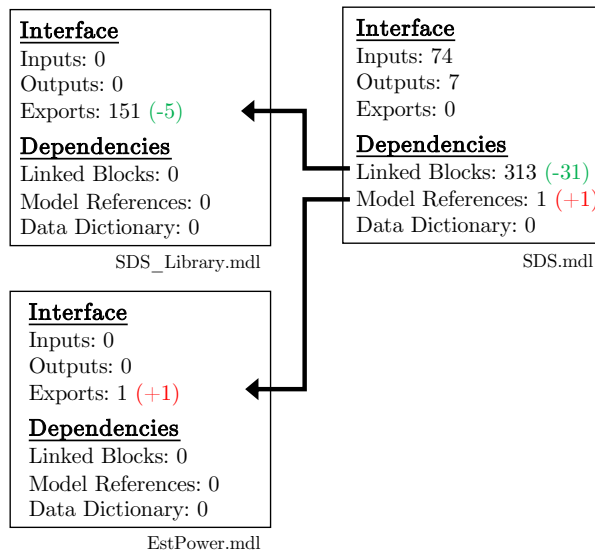 Interface
Inputs: 0
Outputs: 0
Exports: 151 (-5)
Dependencies
Linked Blocks: 0
Model References: 0
Data Dictionary: 0
SDS_Library.mdl
Interface
Inputs: 74
Outputs: 7
Exports: 0
Dependencies
Linked Blocks: 313 (-31)
Model References: 1 (+1)
Data Dictionary: 0
SDS.mdl
Interface
Inputs: 0
Outputs: 0
Exports: 1 (+1)
Dependencies
Linked Blocks: 0
Model References: 0
Data Dictionary: 0
EstPower.mdl